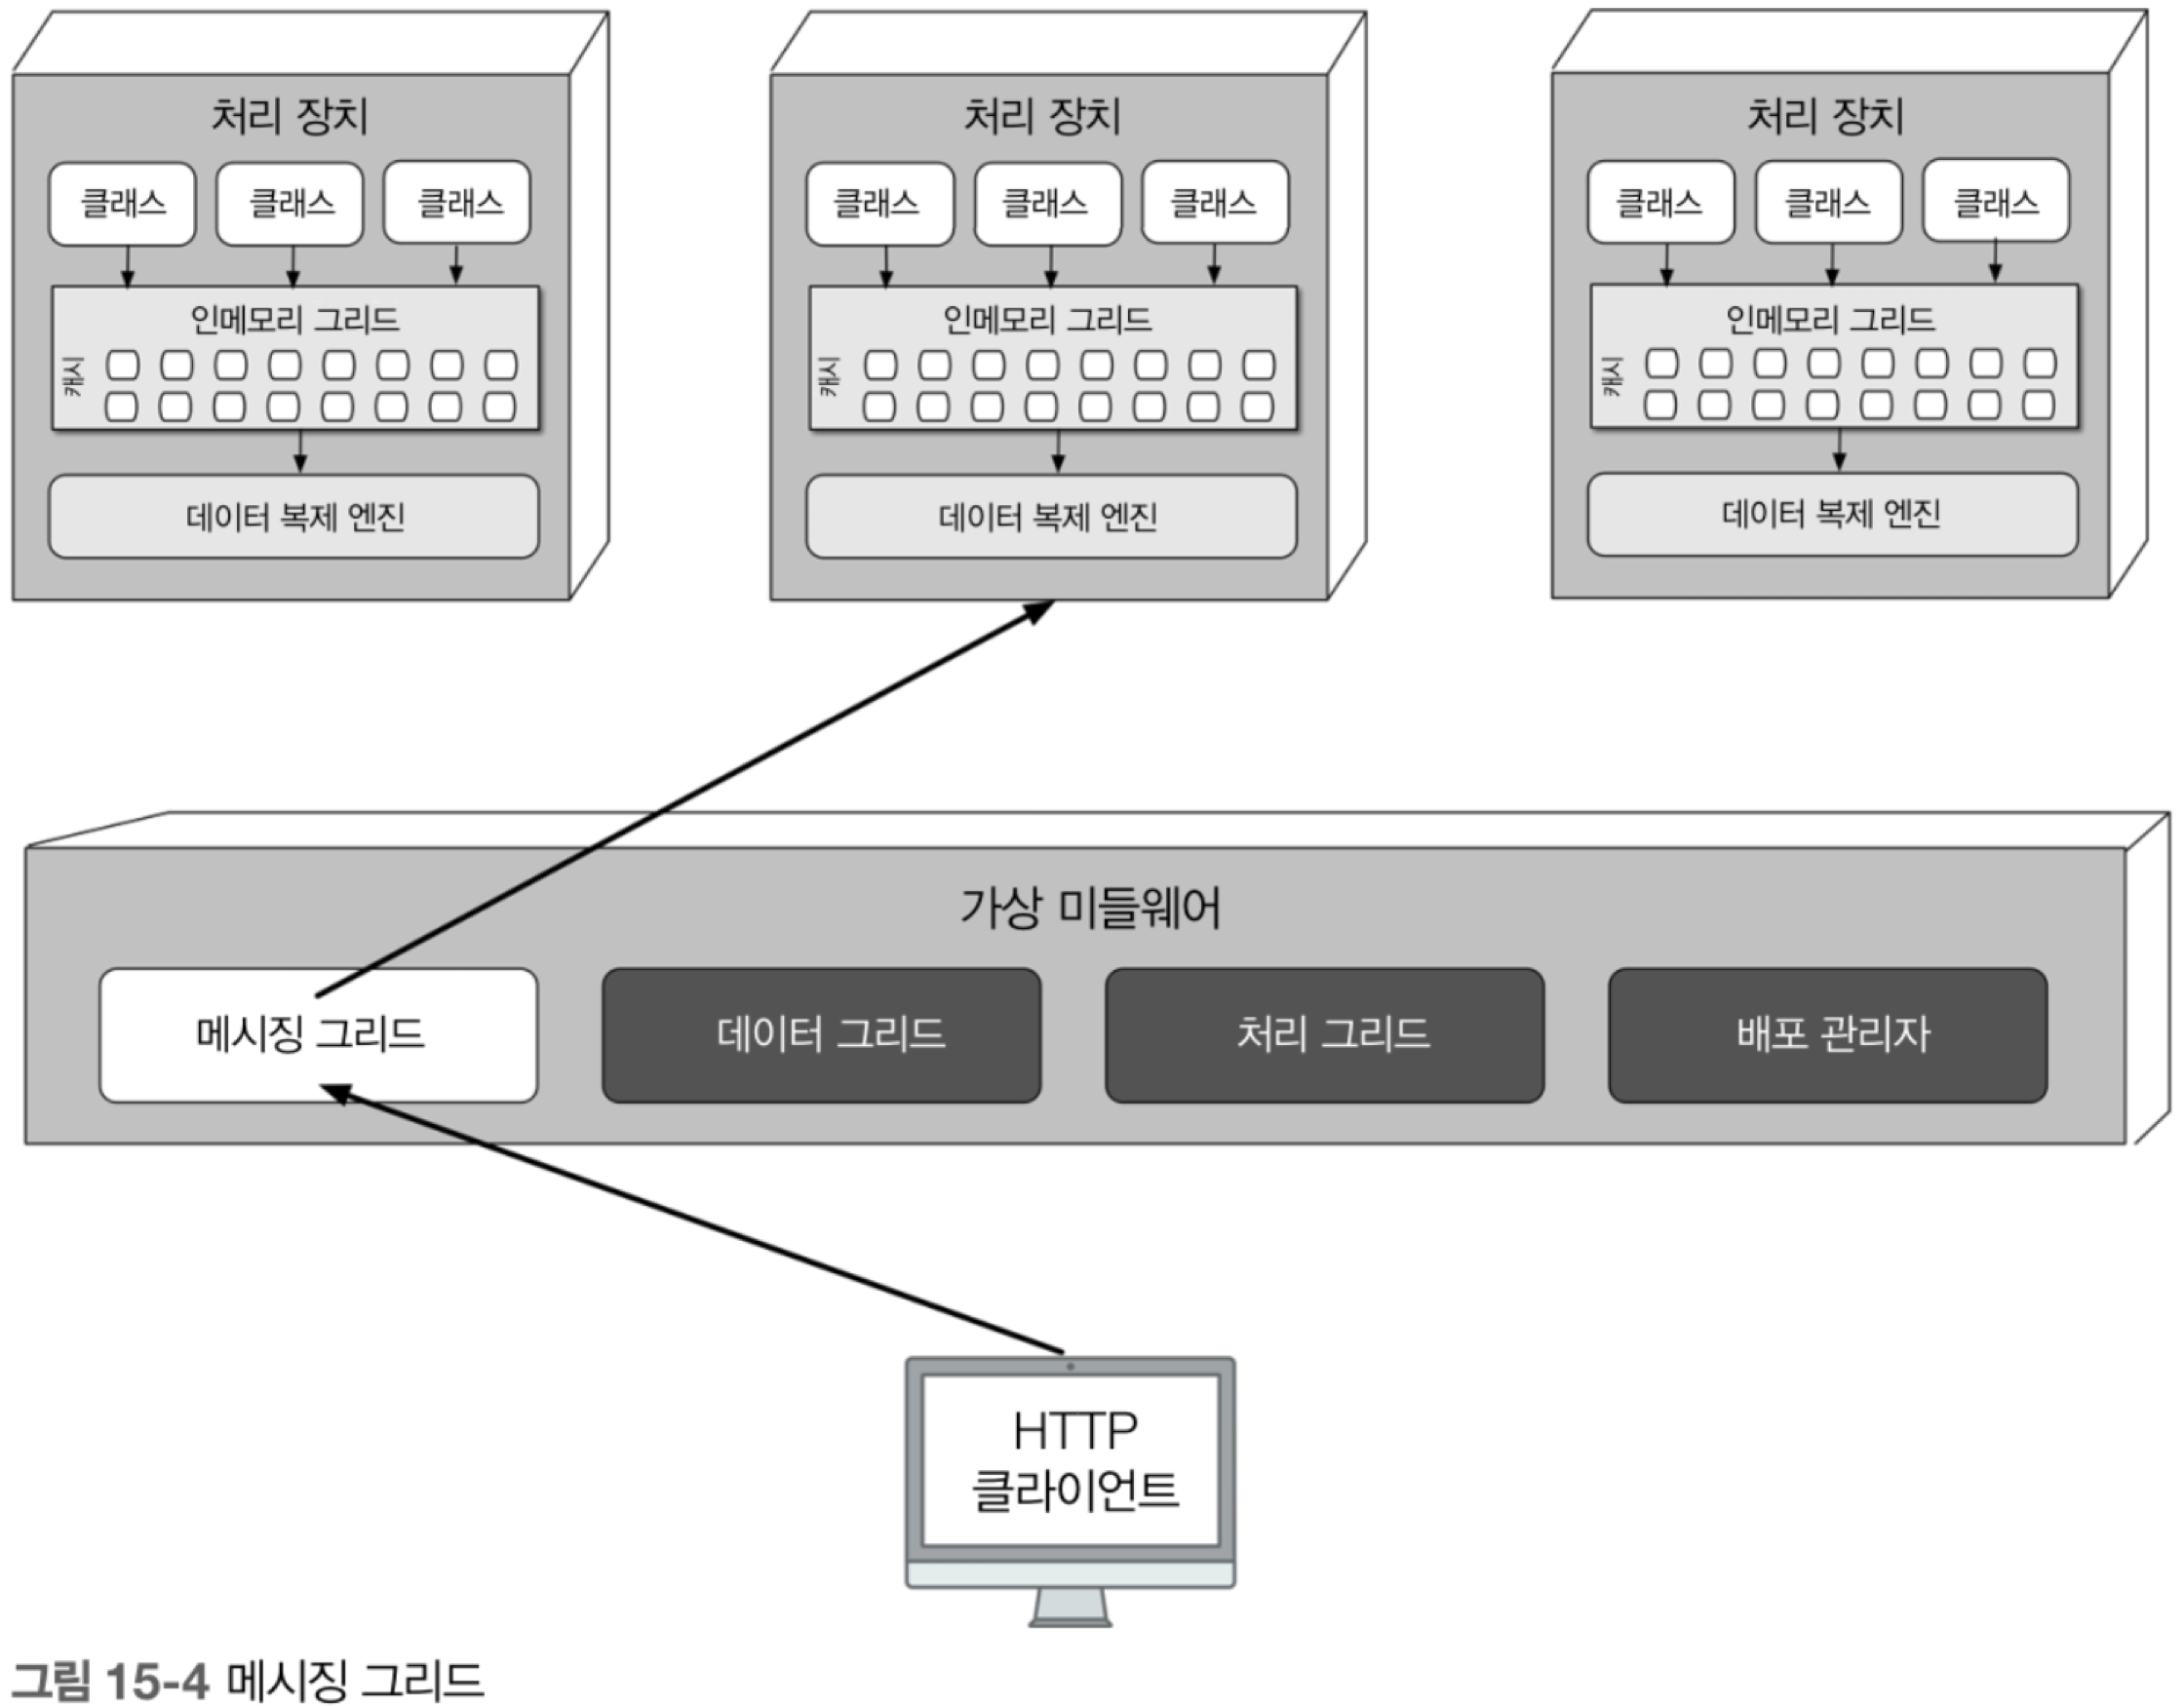 처리 장치
클래스 클래스 클래스
인메모리 그리드
캐시
데이터 복제 엔진
처리 장치
클래스 클래스 클래스
인메모리 그리드
캐시
데이터 복제 엔진
처리 장치
클래스 클래스 클래스
인메모리 그리드
캐시
데이터 복제 엔진
가상 미들웨어
메시징 그리드
데이터 그리드
처리 그리드
배포 관리자
HTTP
클라이언트
그림 15-4 메시징 그리드